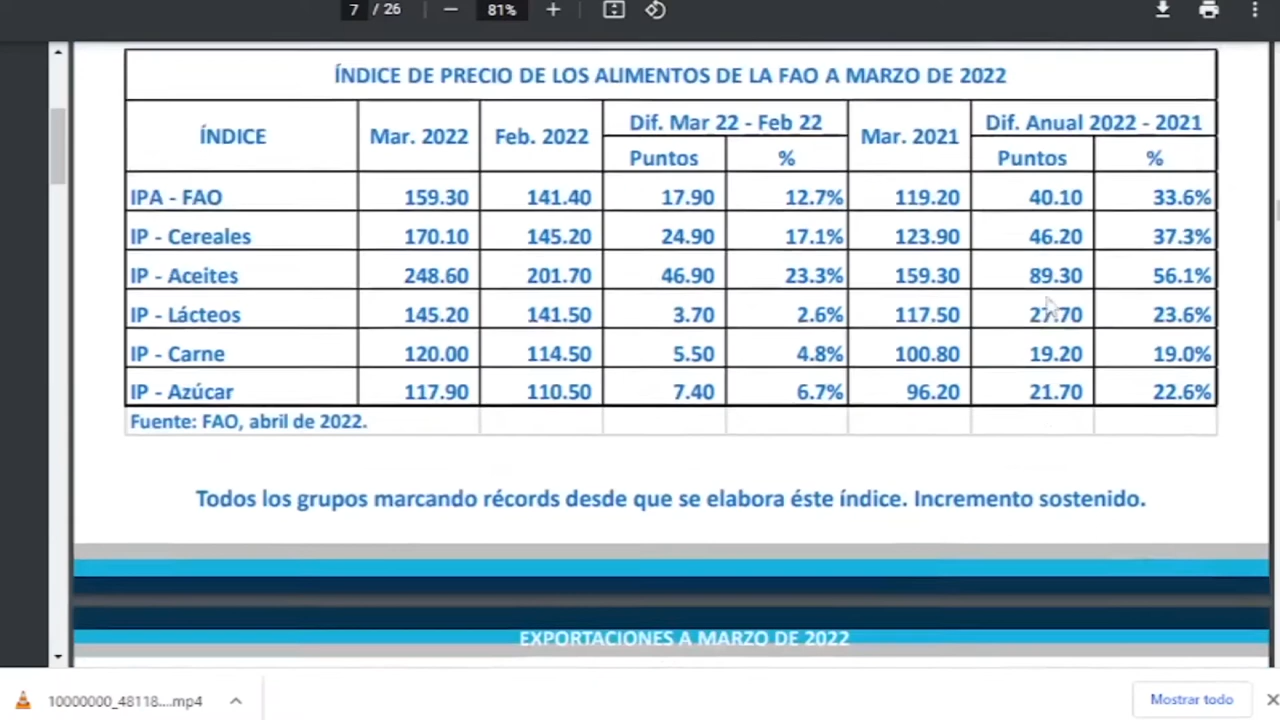 7 / 26 81%
ÍNDICE DE PRECIO DE LOS ALIMENTOS DE LA FAO A MARZO DE 2022
ÍNDICE Mar. 2022 Feb. 2022 Dif. Mar 22 - Feb 22 Mar. 2021 Dif. Anual 2022 - 2021
Puntos % Puntos %
IPA - FAO 159.30 141.40 17.90 12.7% 119.20 40.10 33.6%
IP - Cereales 170.10 145.20 24.90 17.1% 123.90 46.20 37.3%
IP - Aceites 248.60 201.70 46.90 23.3% 159.30 89.30 56.1%
IP - Lácteos 145.20 141.50 3.70 2.6% 117.50 27.70 23.6%
IP - Carne 120.00 114.50 5.50 4.8% 100.80 19.20 19.0%
IP - Azúcar 117.90 110.50 7.40 6.7% 96.20 21.70 22.6%
Fuente: FAO, abril de 2022.
Todos los grupos marcando récords desde que se elabora éste índice. Incremento sostenido.
EXPORTACIONES A MARZO DE 2022
10000000_48118....mp4 Mostrar todo